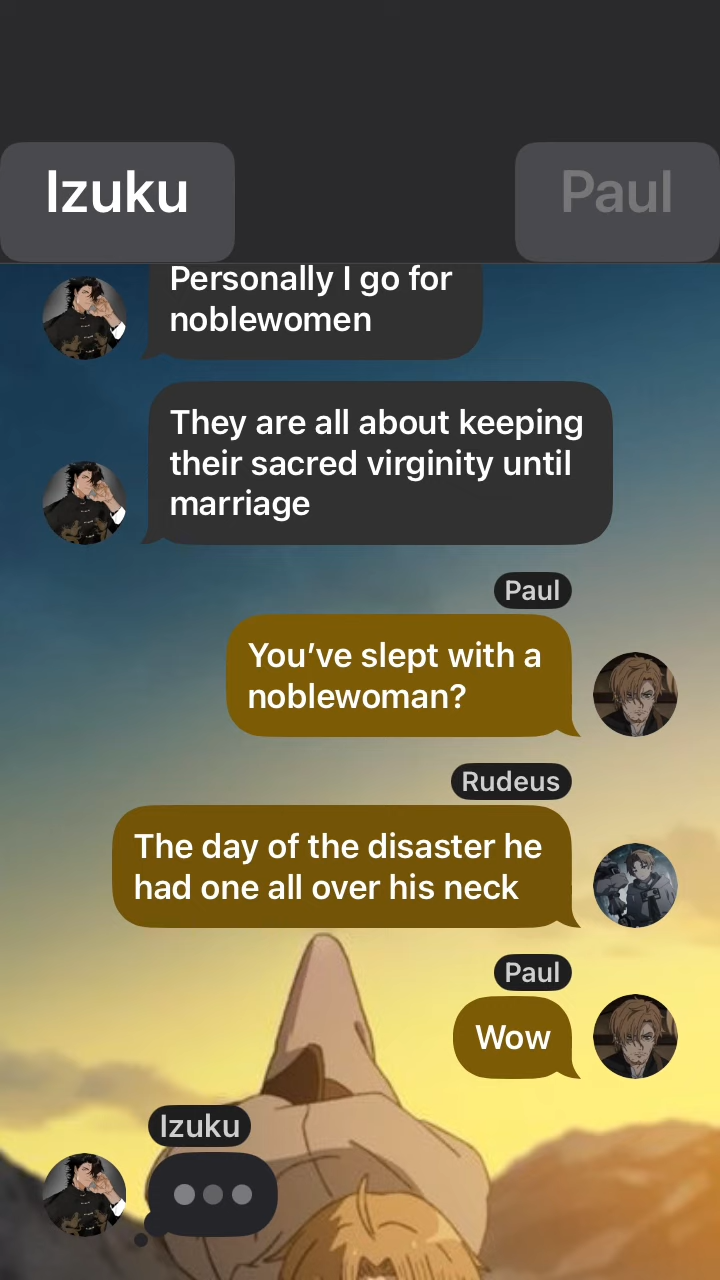 Izuku
Paul
Personally I go for
noblewomen
They are all about keeping
their sacred virginity until
marriage
Paul
You’ve slept with a
noblewoman?
Rudeus
The day of the disaster he
had one all over his neck
Paul
Wow
Izuku